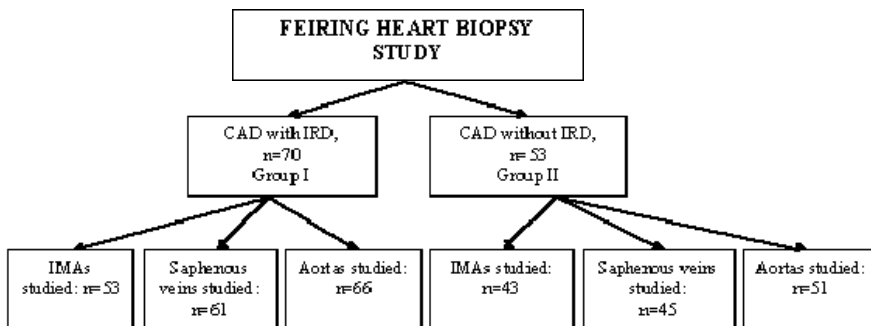 FEIRING HEART BIOPSY
STUDY
CAD with IRD,
n=70
Group I
CAD without IRD,
n= 53
Group II
IMAs
studied: n=53
Saphenous
veins studied:
n=61
Aortas studied:
n=66
IMAs studied:
n=43
Saphenous veins
studied:
n=45
Aortas studied:
n=51